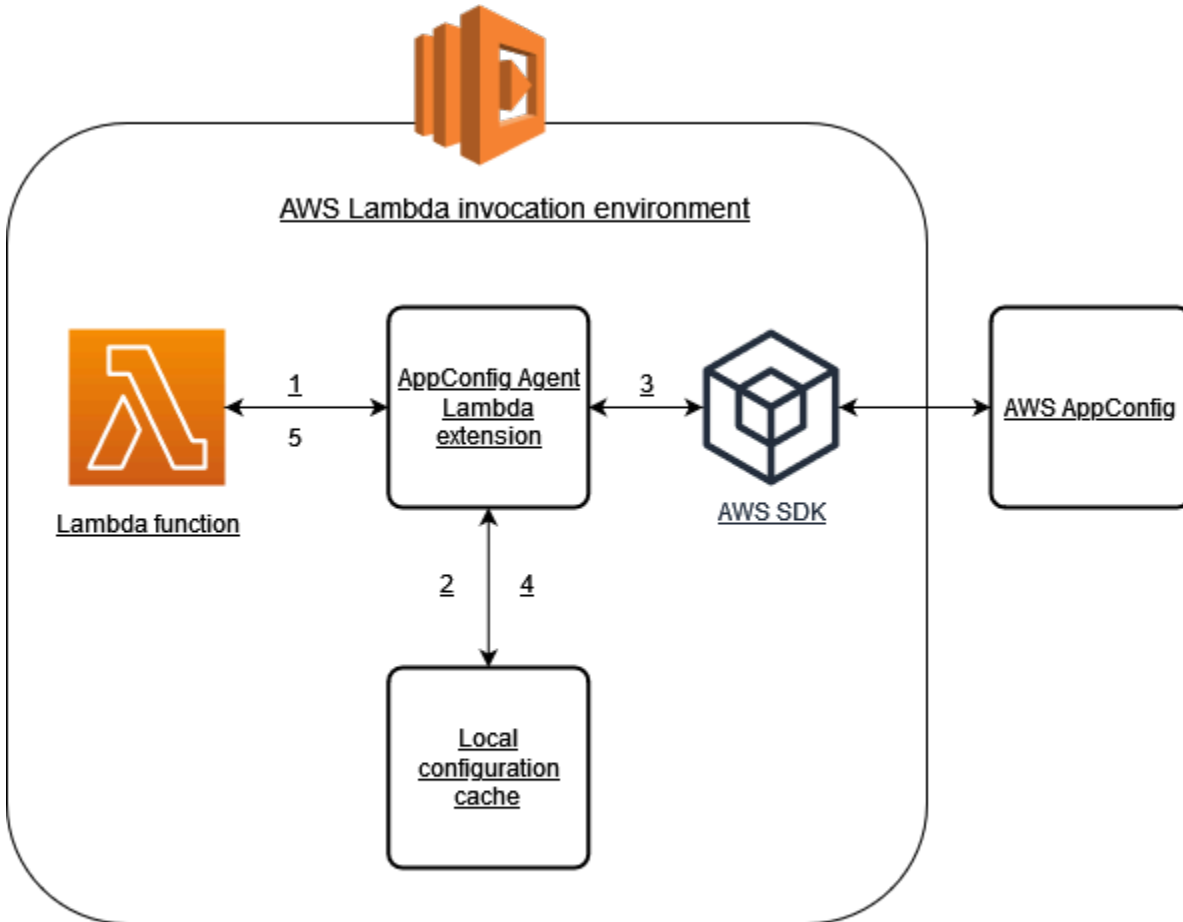 AWS Lambda invocation environment
1
5
AppConfig Agent
Lambda
extension
3
AWS AppConfig
Lambda function
AWS SDK
2
4
Local
configuration
cache